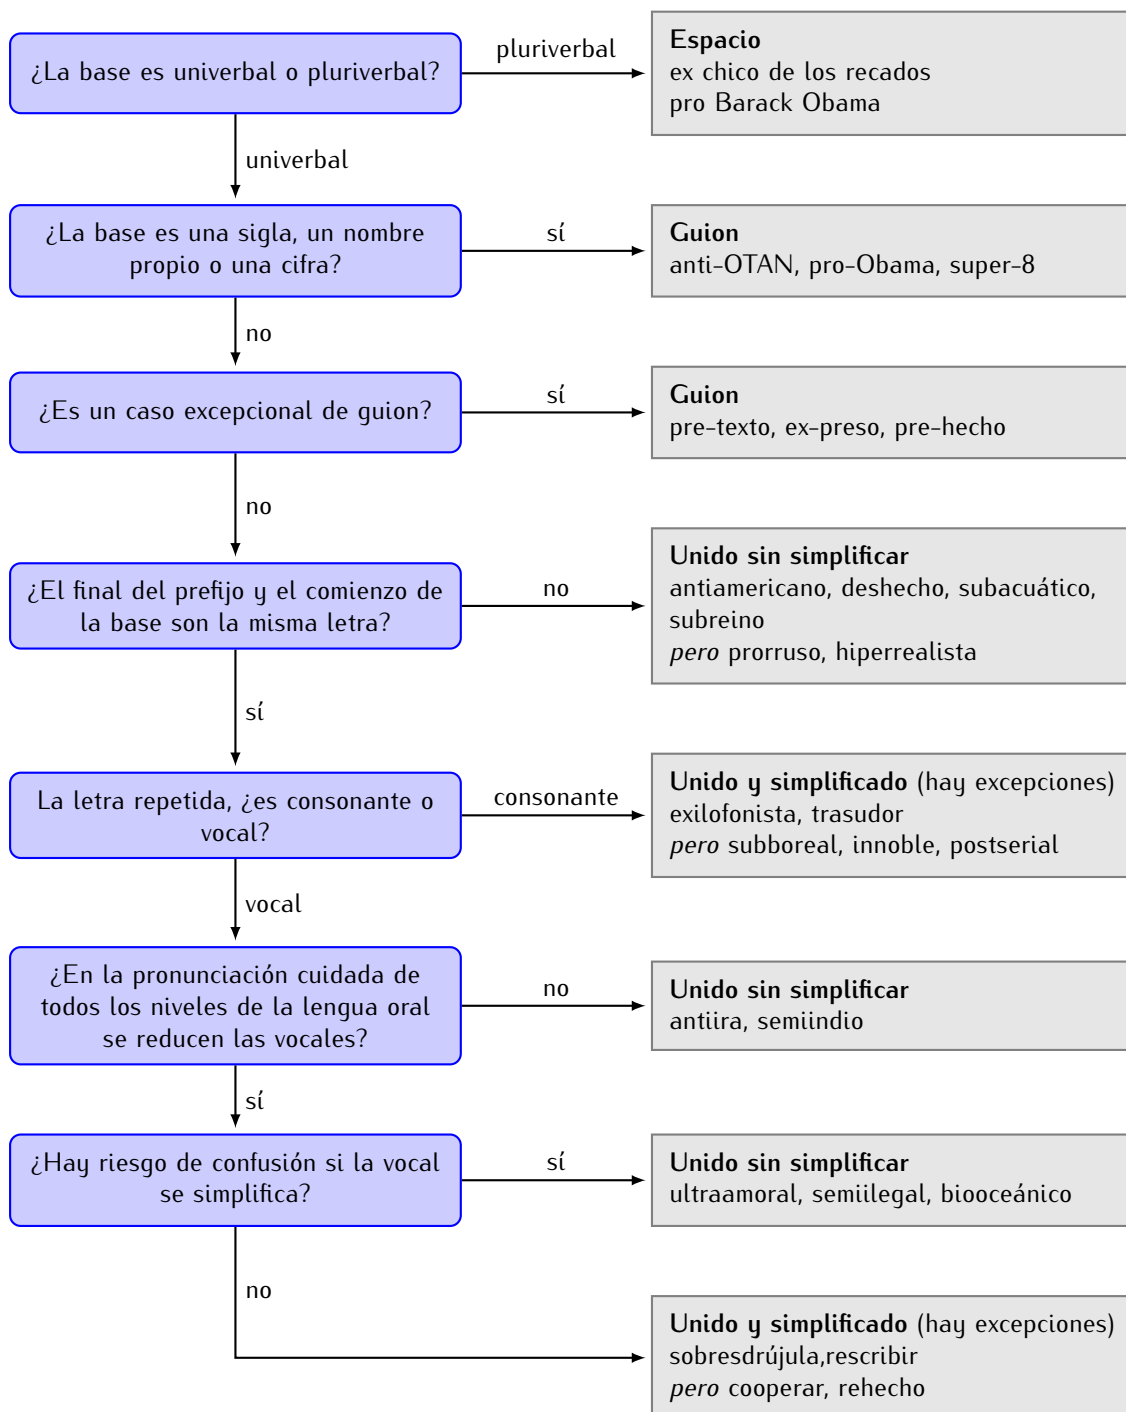 ¿La base es univerbal o pluriverbal?
pluriverbal
Espacio
ex chico de los recados
pro Barack Obama
univerbal
¿La base es una sigla, un nombre
propio o una cifra?
sí
Guion
anti-OTAN, pro-Obama, super-8
no
¿Es un caso excepcional de guion?
sí
Guion
pre-texto, ex-preso, pre-hecho
no
¿El final del prefijo y el comienzo de
la base son la misma letra?
no
Unido sin simplificar
antiamericano, deshecho, subacuático,
subreino
pero prorruso, hiperrealista
sí
La letra repetida, ¿es consonante o
vocal?
consonante
Unido y simplificado (hay excepciones)
exilofonista, trasudor
pero subboreal, innoble, postserial
vocal
¿En la pronunciación cuidada de
todos los niveles de la lengua oral
se reducen las vocales?
no
Unido sin simplificar
antiira, semiindio
sí
¿Hay riesgo de confusión si la vocal
se simplifica?
sí
Unido sin simplificar
ultraamoral, semiilegal, biooceánico
no
Unido y simplificado (hay excepciones)
sobresdrújula,rescribir
pero cooperar, rehecho